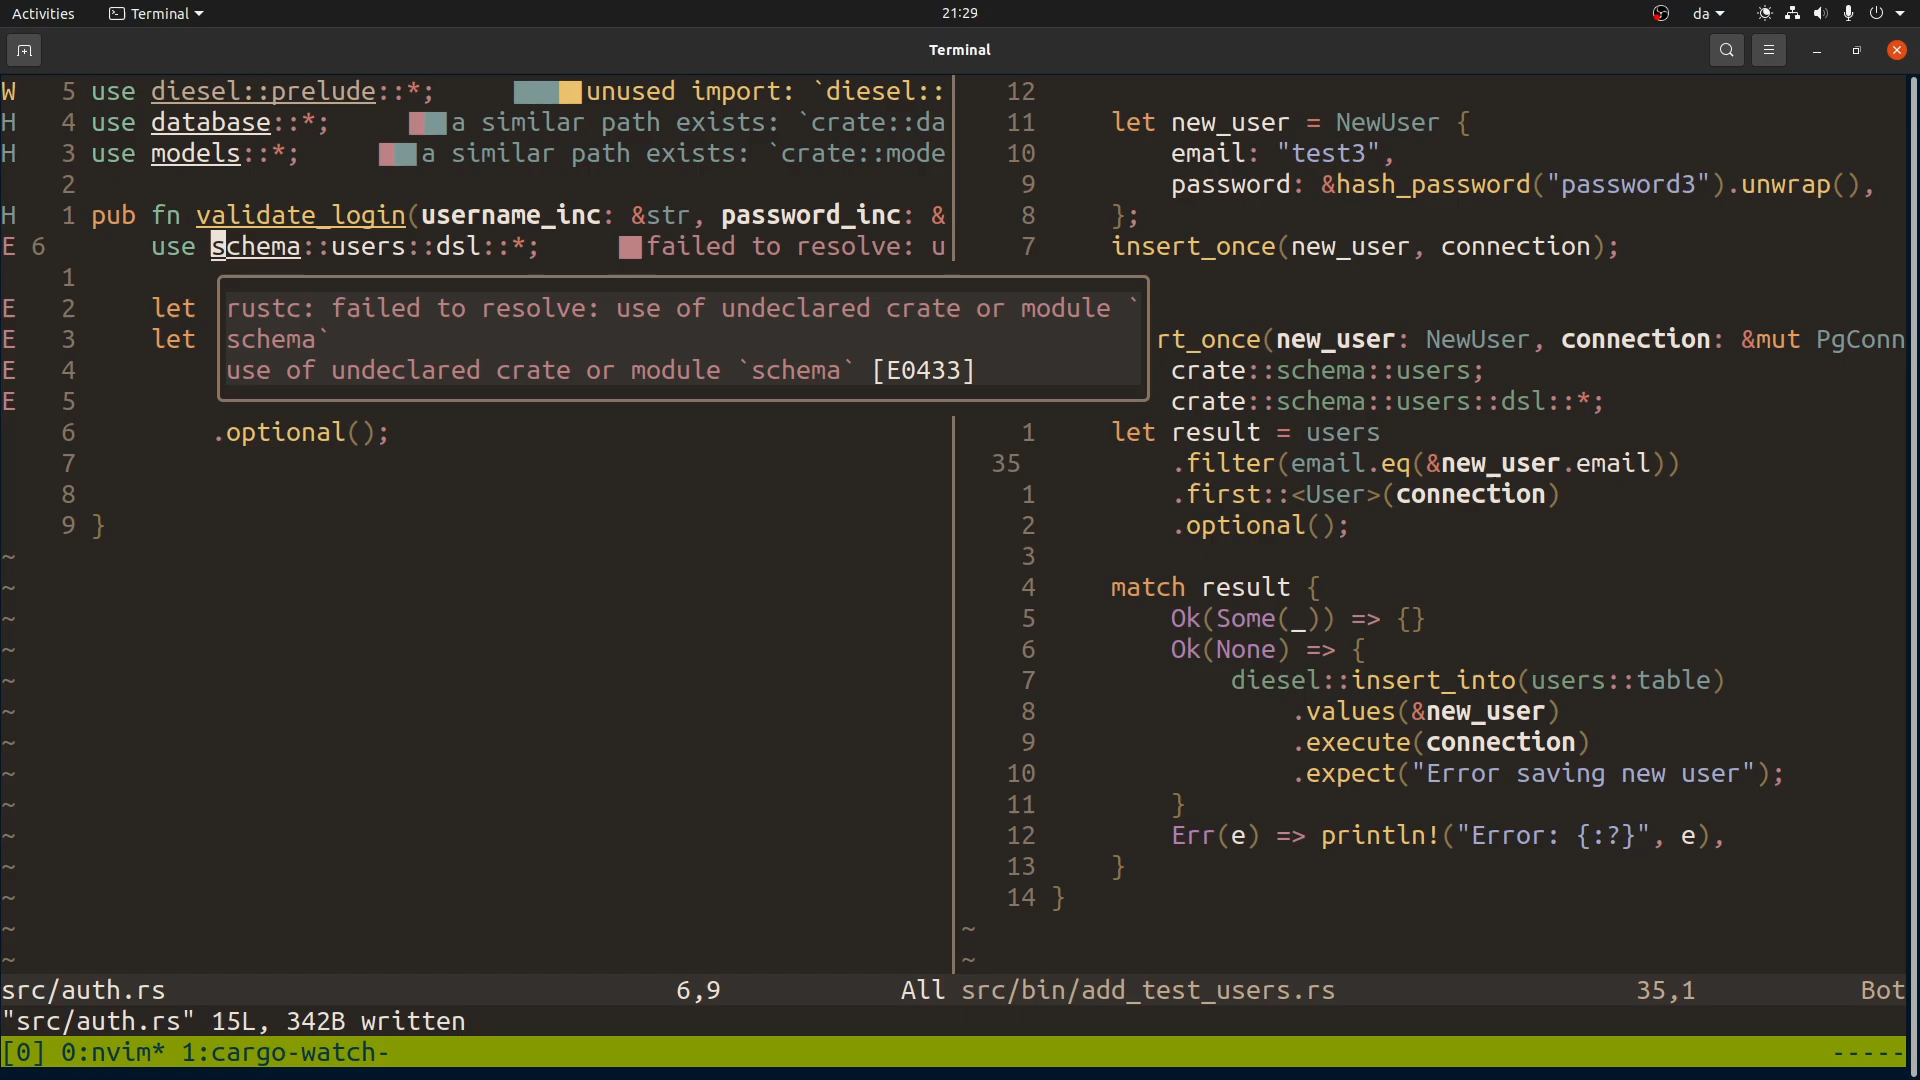 Activities Terminal 21:29 da
Terminal
W 5 use diesel::prelude::*; unused import: `diesel::
H 4 use database::*; a similar path exists: `crate::da
H 3 use models::*; a similar path exists: `crate::mode
2
H 1 pub fn validate_login(username_inc: &str, password_inc: &
E 6 use schema::users::dsl::*; failed to resolve: u
1
E 2 let
E 3 let
E 4
E 5
6 .optional();
7
8
9 }
~
~
~
~
~
~
~
~
~
~
~
~
~
~
rustc: failed to resolve: use of undeclared crate or module `
schema`
use of undeclared crate or module `schema` [E0433]
12
11 let new_user = NewUser {
10 email: "test3",
9 password: &hash_password("password3").unwrap(),
8 };
7 insert_once(new_user, connection);
rt_once(new_user: NewUser, connection: &mut PgConn
crate::schema::users;
crate::schema::users::dsl::*;
1 let result = users
35 .filter(email.eq(&new_user.email))
1 .first::<User>(connection)
2 .optional();
3
4 match result {
5 Ok(Some(_)) => {}
6 Ok(None) => {
7 diesel::insert_into(users::table)
8 .values(&new_user)
9 .execute(connection)
10 .expect("Error saving new user");
11 }
12 Err(e) => println!("Error: {:?}", e),
13 }
14 }
~
~
src/auth.rs 6,9 All src/bin/add_test_users.rs 35,1 Bot
"src/auth.rs" 15L, 342B written
[0] 0:nvim* 1:cargo-watch- -----